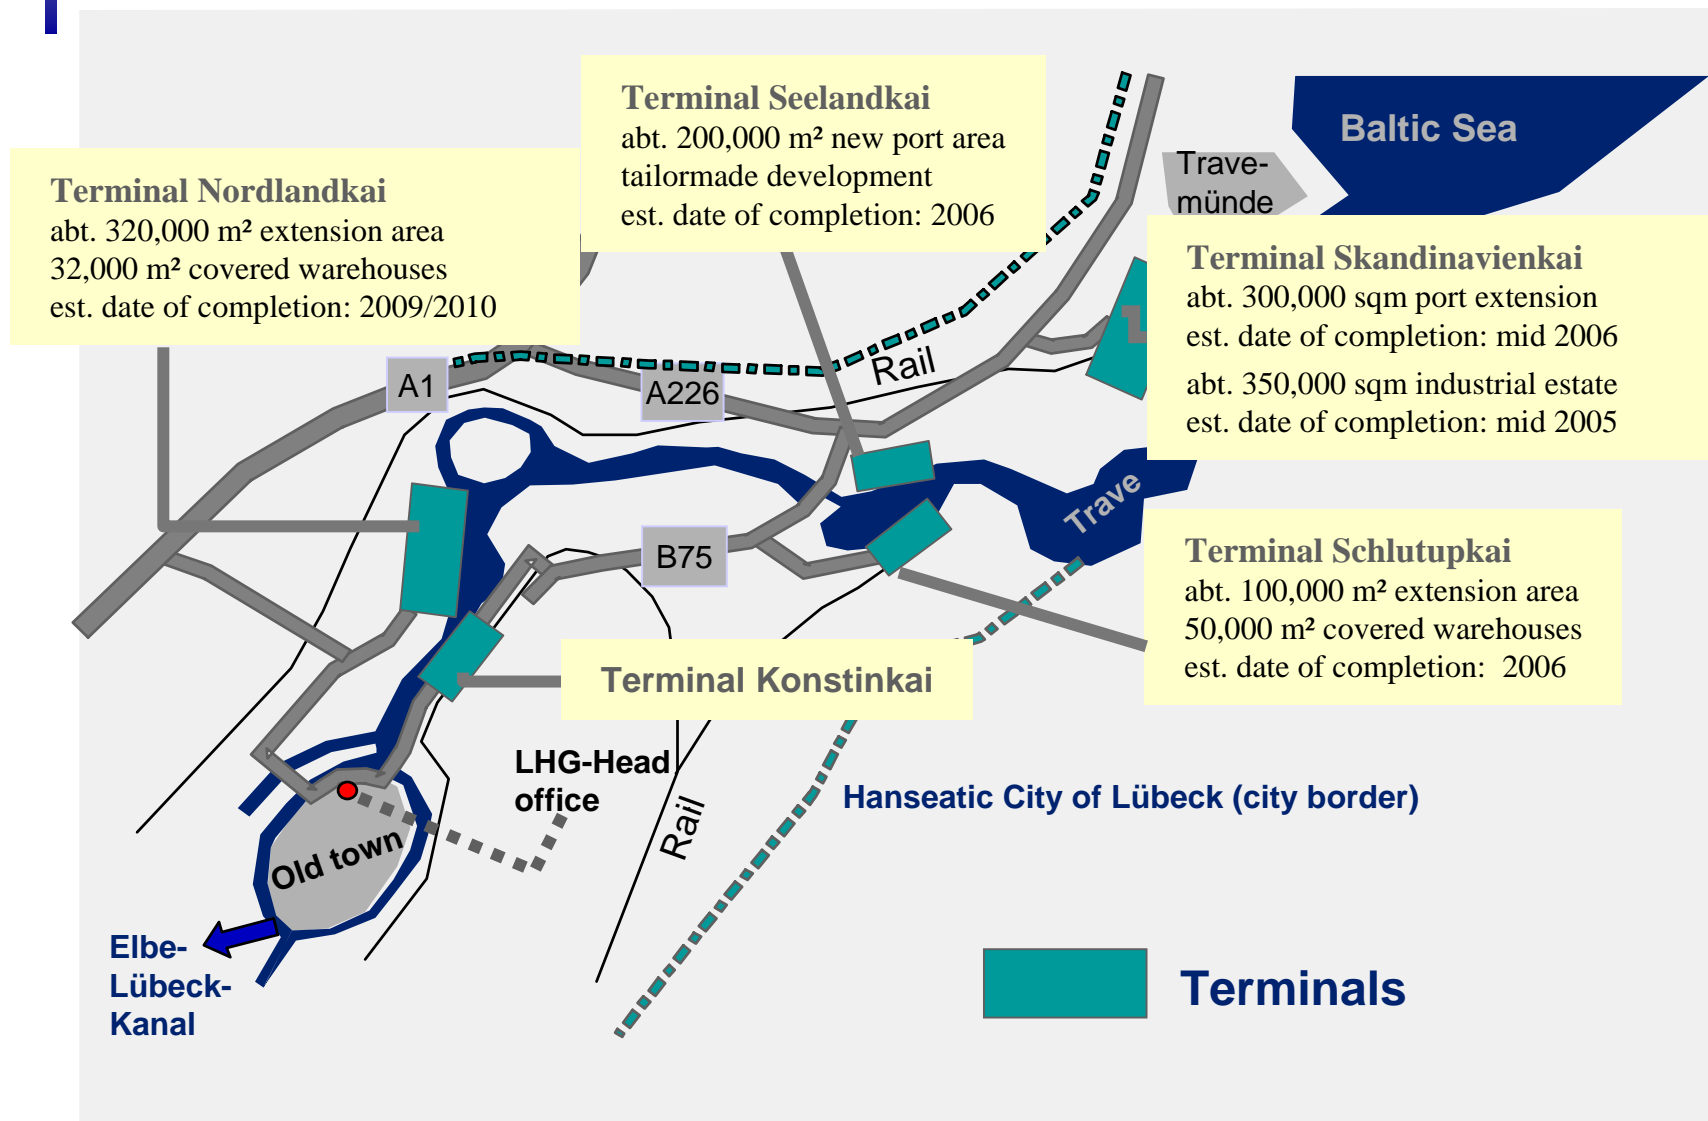 Terminal Seelandkai
abt. 200,000 m² new port area
tailormade development
est. date of completion: 2006
Baltic Sea
Trave-
münde
Terminal Nordlandkai
abt. 320,000 m² extension area
32,000 m² covered warehouses
est. date of completion: 2009/2010
Terminal Skandinavienkai
abt. 300,000 sqm port extension
est. date of completion: mid 2006
abt. 350,000 sqm industrial estate
est. date of completion: mid 2005
A1
A226
Rail
Trave
B75
Terminal Schlutupkai
abt. 100,000 m² extension area
50,000 m² covered warehouses
est. date of completion:  2006
Terminal Konstinkai
LHG-Head
office
Hanseatic City of Lübeck (city border)
Rail
Old town
Elbe-
Lübeck-
Kanal
Terminals